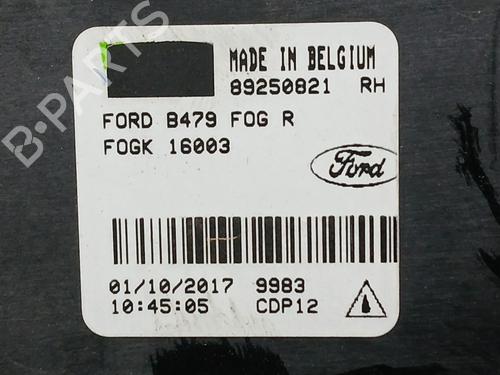 MADE IN BELGIUM
89250821 RH
FORD B479 FOG R
FOGK 16003
Ford
01/10/2017 9983
10:45:05 CDP12
B-PARTS